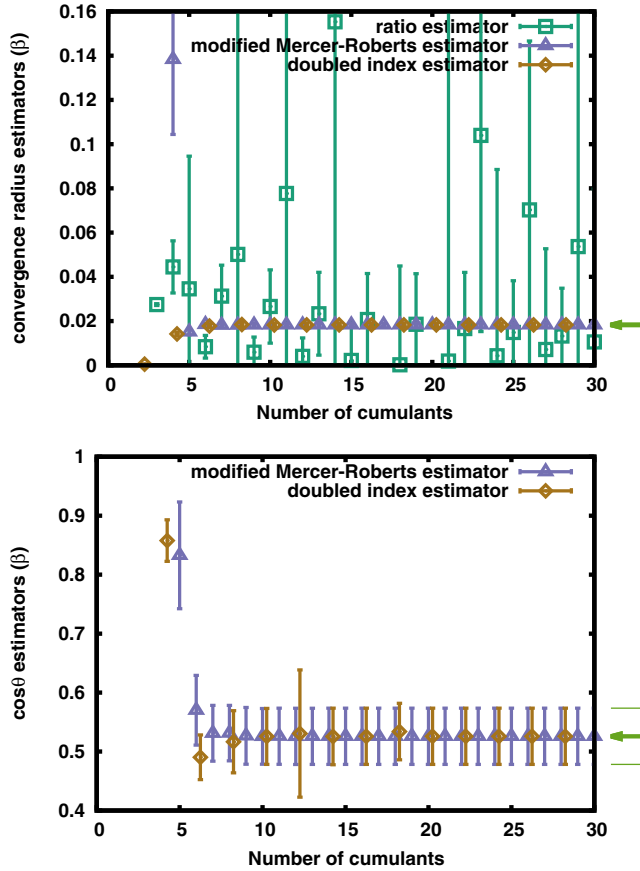 ratio estimator
modified Mercer-Roberts estimator
doubled index estimator
convergence radius estimators (β)
0.16
0.14
0.12
0.1
0.08
0.06
0.04
0.02
0
0 5 10 15 20 25 30
Number of cumulants
modified Mercer-Roberts estimator
doubled index estimator
cosθ estimators (β)
1
0.9
0.8
0.7
0.6
0.5
0.4
0 5 10 15 20 25 30
Number of cumulants